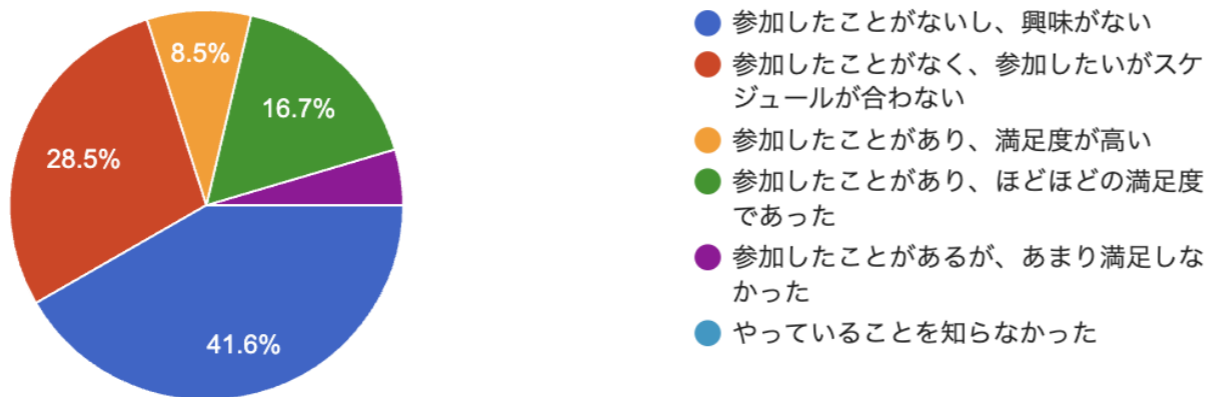 8.5%
16.7%
28.5%
41.6%
参加したことがないし、興味がない
参加したことがなく、参加したいがスケ
ジュールが合わない
参加したことがあり、満足度が高い
参加したことがあり、ほどほどの満足度
であった
参加したことがあるが、あまり満足しな
かった
やっていることを知らなかった